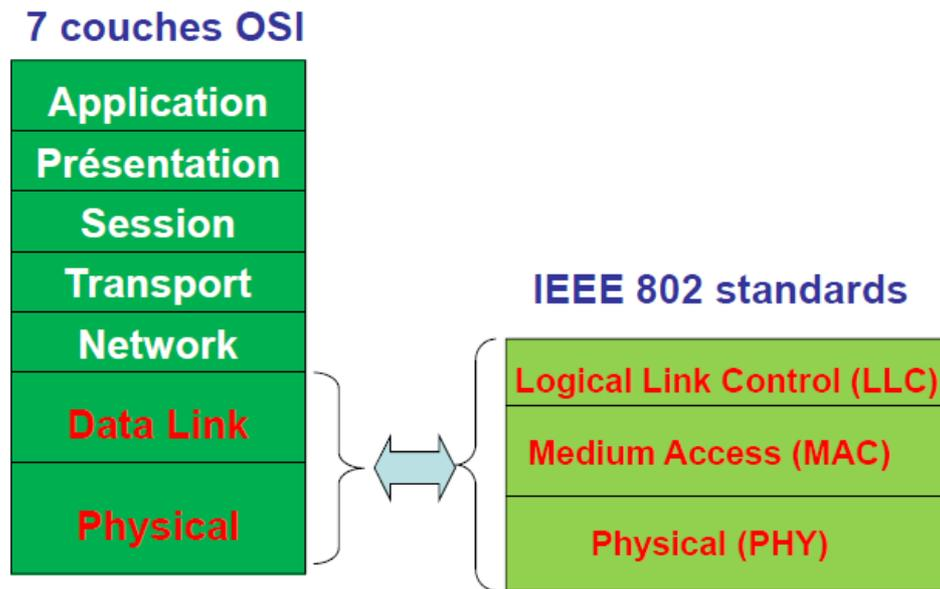 7 couches OSI
Application
Présentation
Session
Transport
Network
Data Link
Physical
IEEE 802 standards
Logical Link Control (LLC)
Medium Access (MAC)
Physical (PHY)